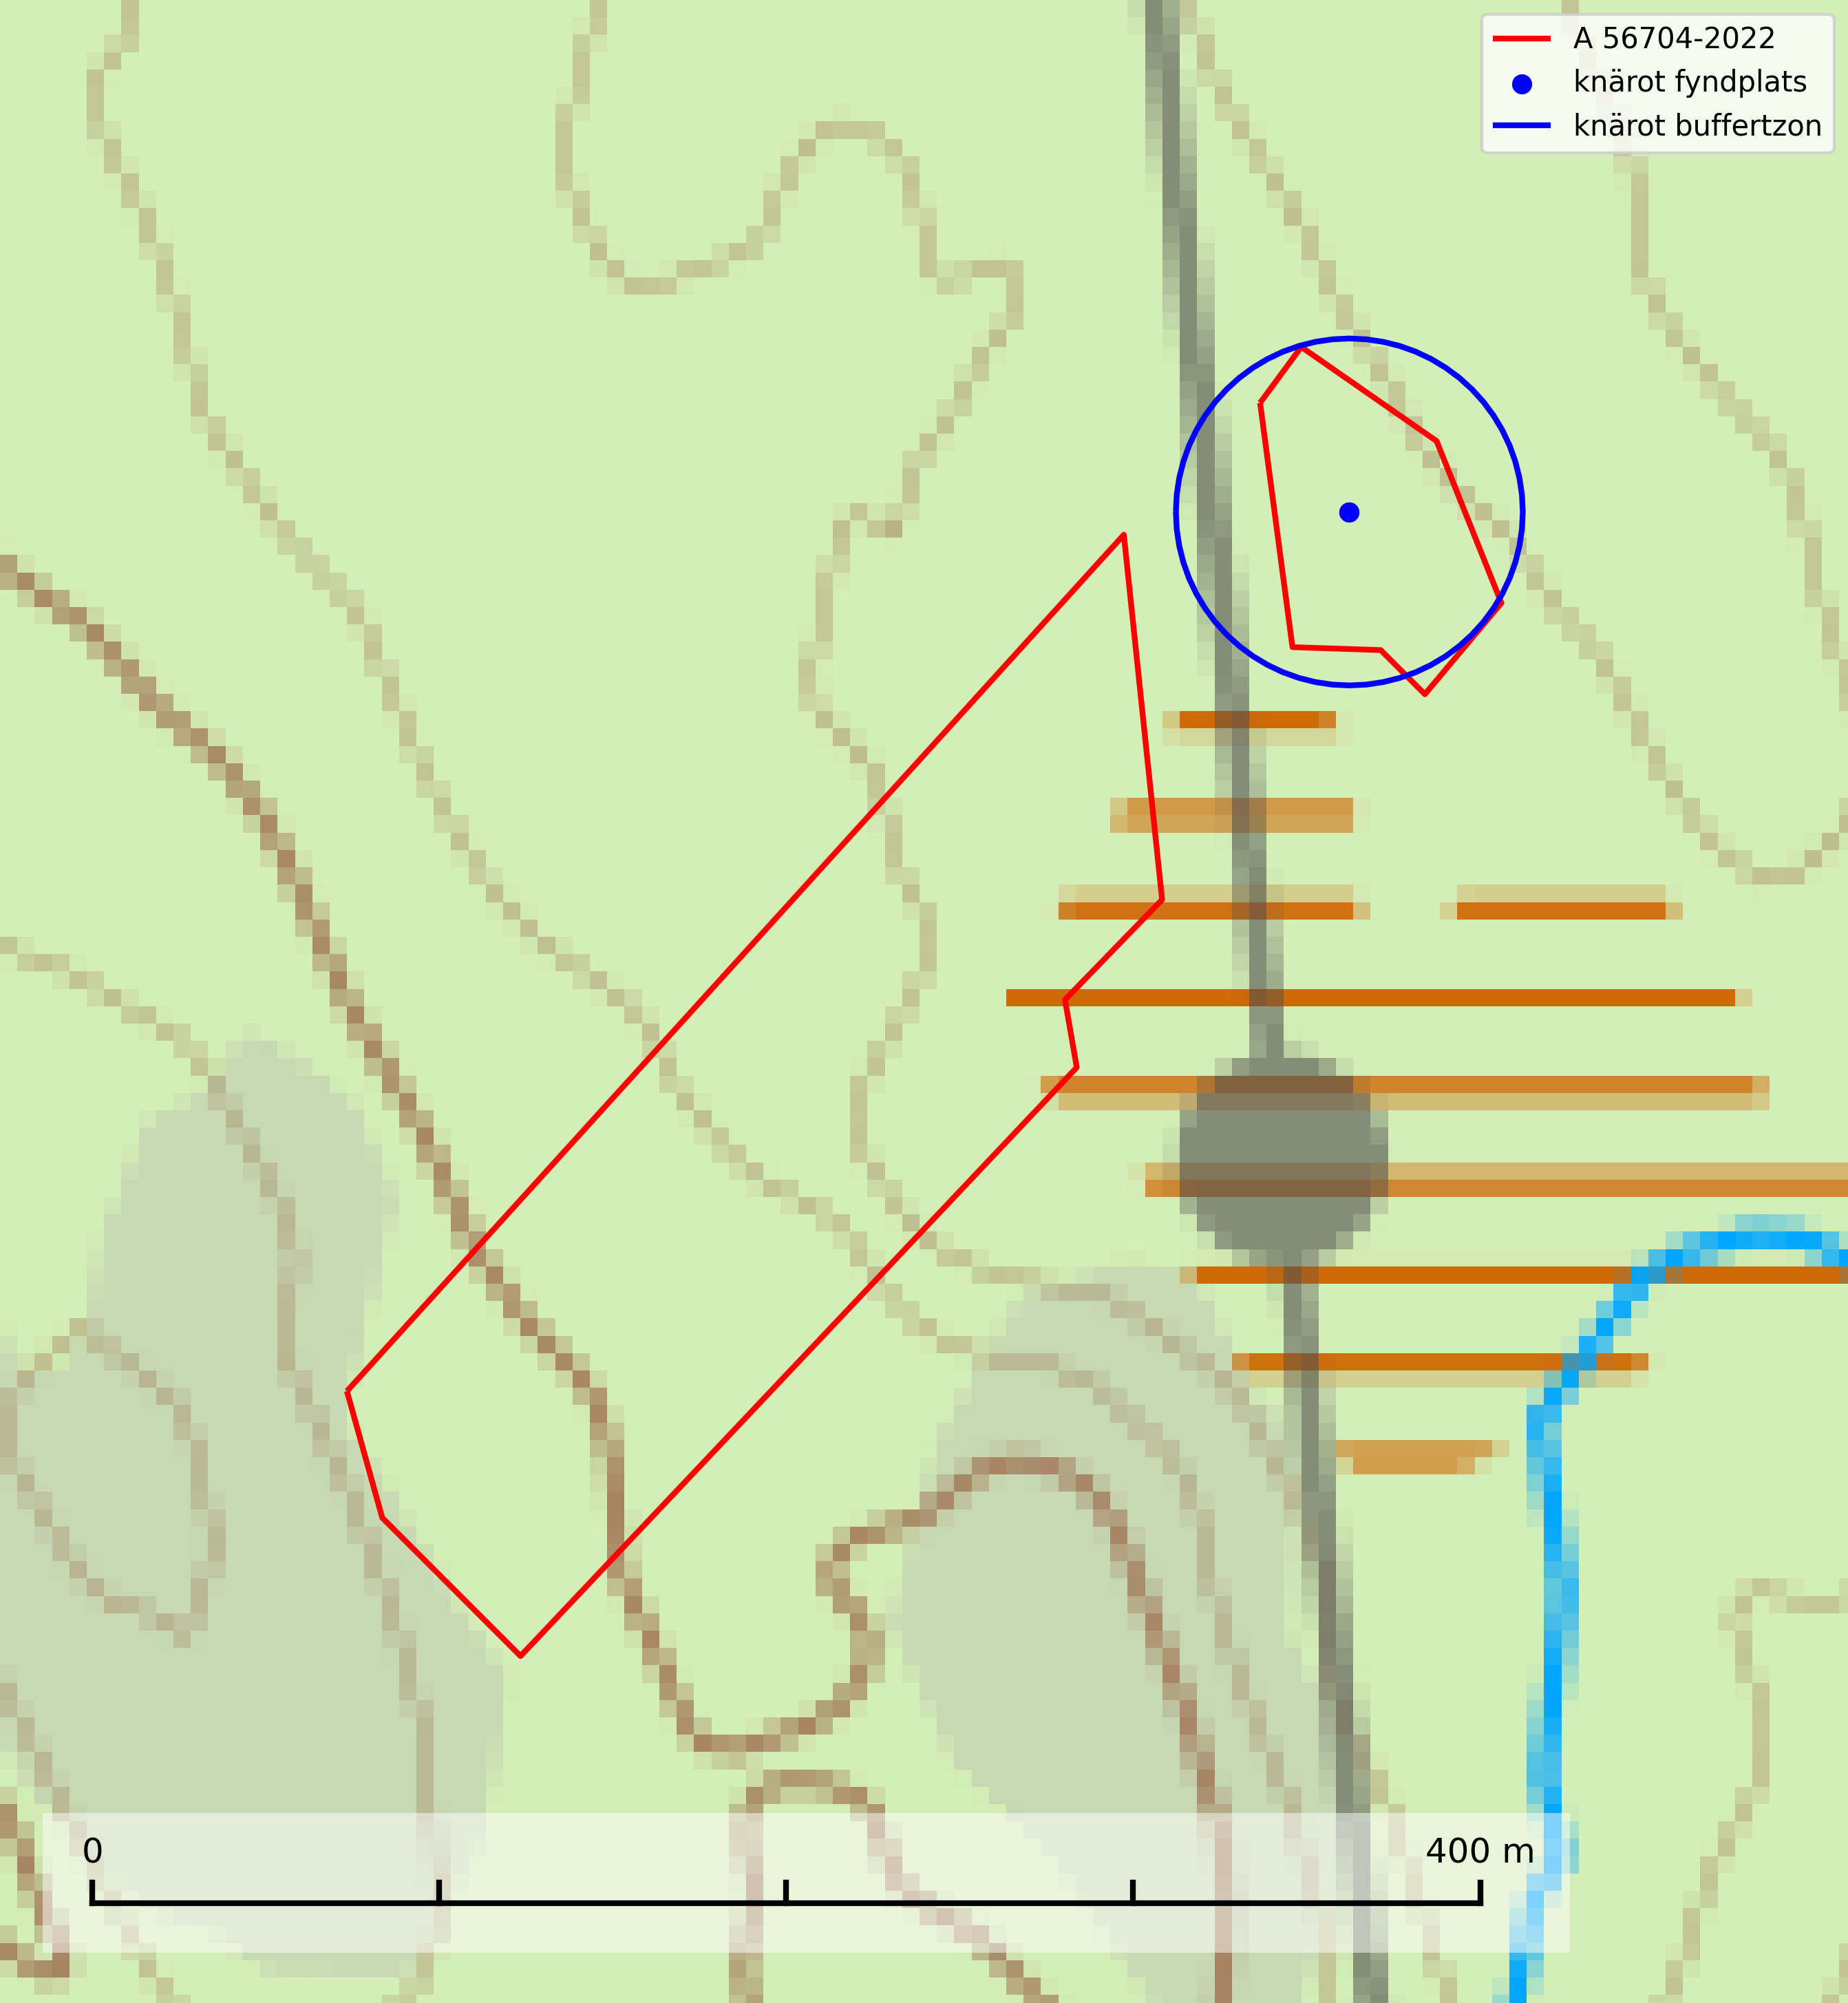 A 56704-2022
knärot fyndplats
knärot buffertzon
0 400 m